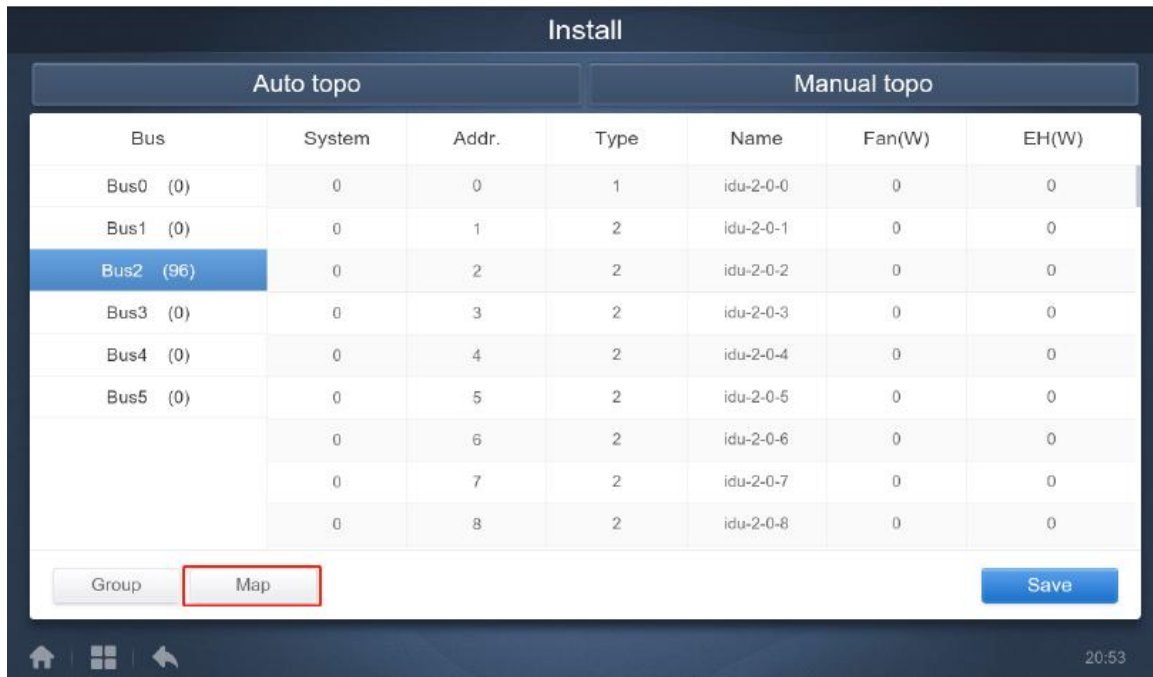 Install
Auto topo Manual topo
Bus System Addr. Type Name Fan(W) EH(W)
Bus0 (0) 0 0 1 idu-2-0-0 0 0
Bus1 (0) 0 1 2 idu-2-0-1 0 0
Bus2 (96) 0 2 2 idu-2-0-2 0 0
Bus3 (0) 0 3 2 idu-2-0-3 0 0
Bus4 (0) 0 4 2 idu-2-0-4 0 0
Bus5 (0) 0 5 2 idu-2-0-5 0 0
0 6 2 idu-2-0-6 0 0
0 7 2 idu-2-0-7 0 0
0 8 2 idu-2-0-8 0 0
Group Map Save
20:53